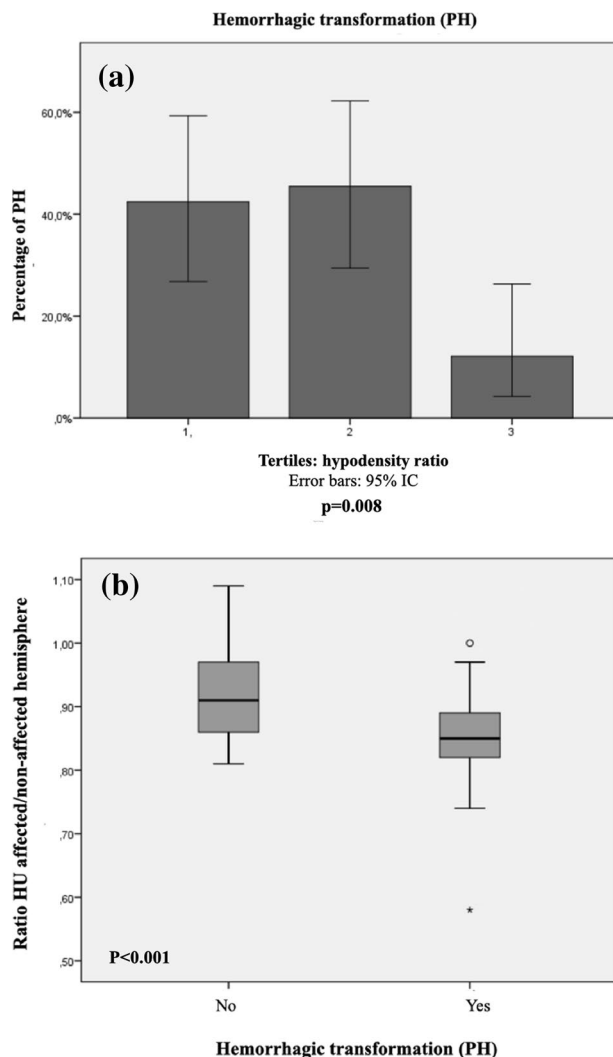 Hemorrhagic transformation (PH)
(a)
Percentage of PH
60,0%
40,0%
20,0%
,0%
1,
2
3
Tertiles: hypodensity ratio
Error bars: 95% IC
p=0.008
(b)
Ratio HU affected/non-affected hemisphere
1,10
1,00
,90
,80
,70
,60
,50
P<0.001
No
Yes
Hemorrhagic transformation (PH)